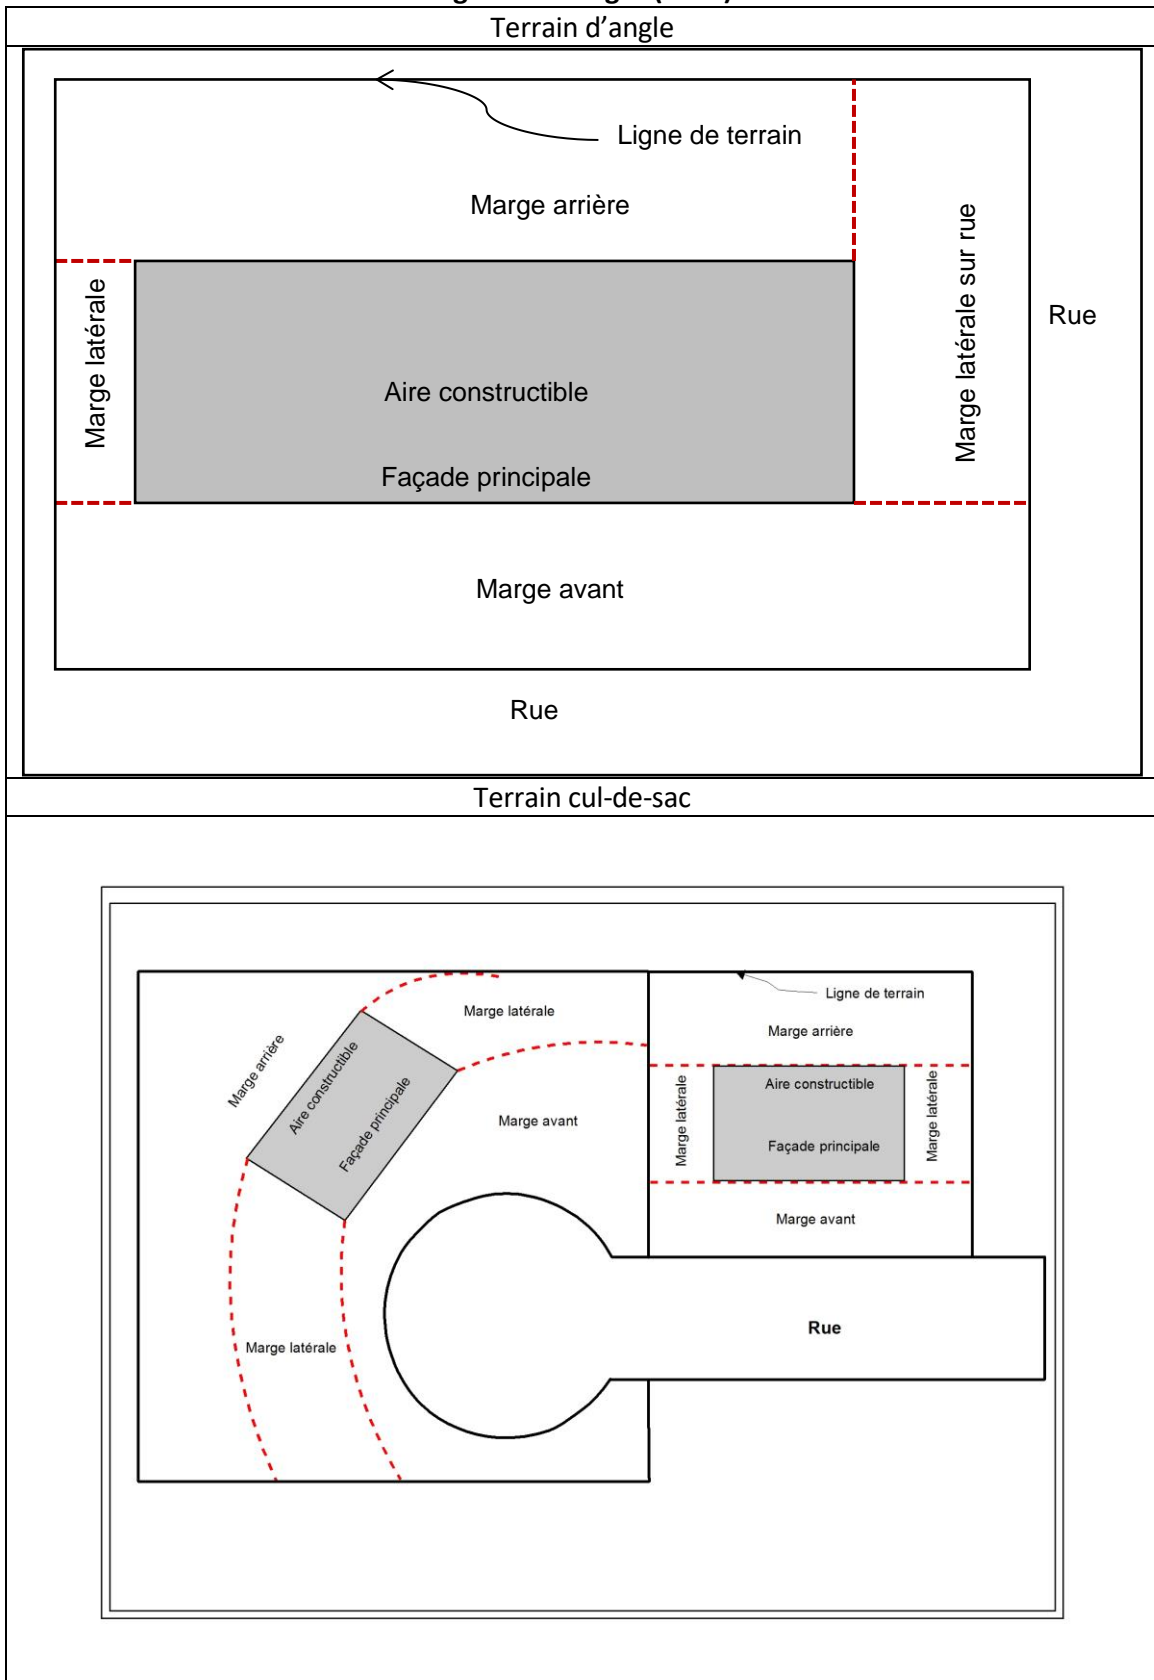 Terrain d’angle
Ligne de terrain
Marge arrière
Marge latérale
Marge latérale sur rue
Rue
Aire constructible
Façade principale
Marge avant
Rue
Terrain cul-de-sac
Ligne de terrain
Marge latérale
Marge arrière
Marge arrière
Aire constructible
Façade principale
Marge avant
Aire constructible
Marge latérale
Marge latérale
Façade principale
Marge avant
Rue
Marge latérale